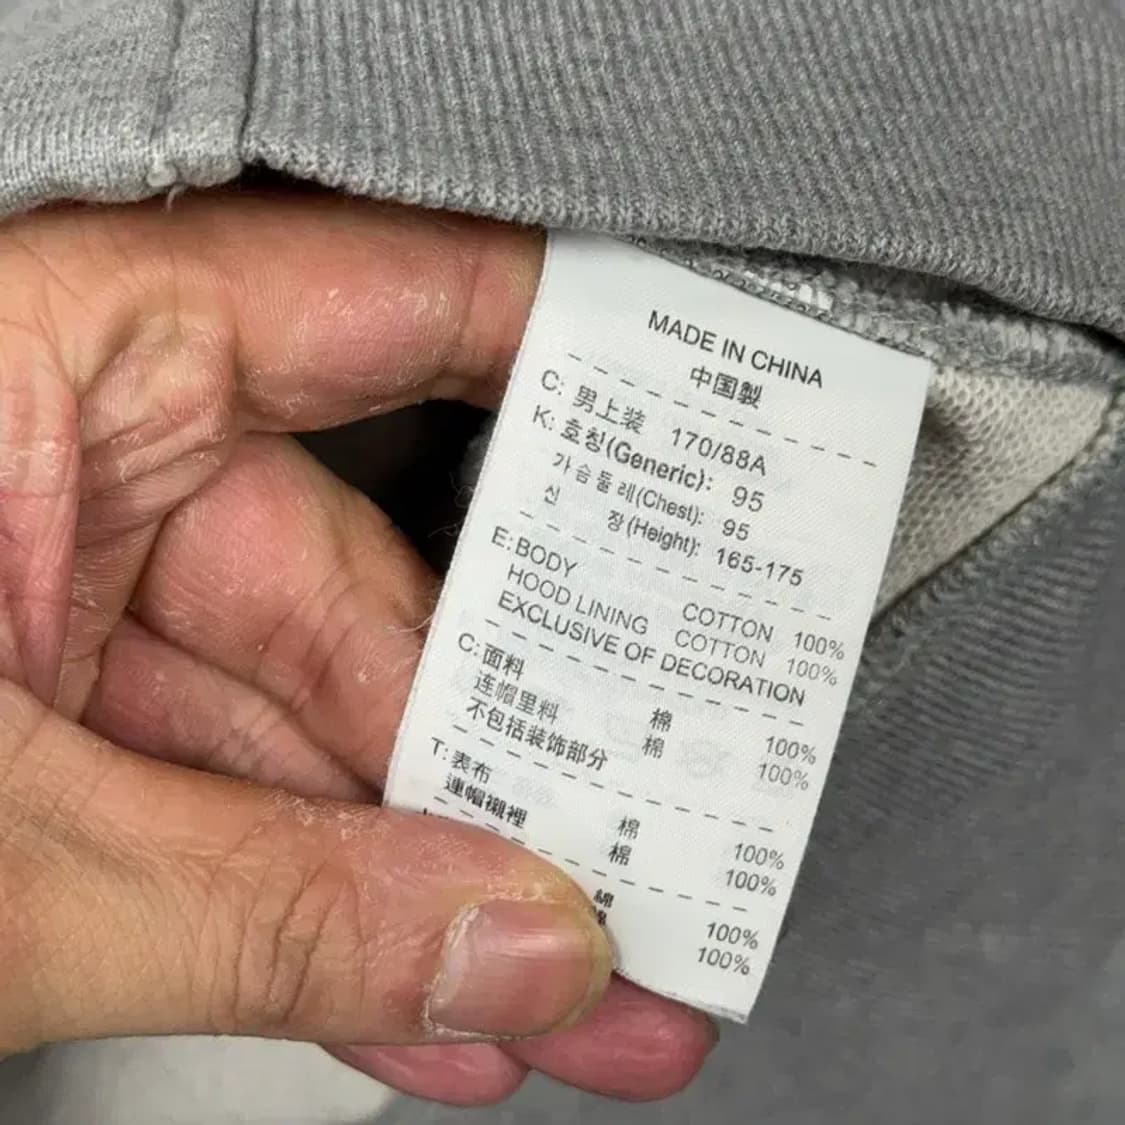 MADE IN CHINA
中国製
C: 男上装 170/88A
K: 호칭(Generic): 95
가슴둘레(Chest): 95
신 장(Height): 165-175
E: BODY COTTON 100%
HOOD LINING COTTON 100%
EXCLUSIVE OF DECORATION
C: 面料 棉 100%
连帽里料 棉 100%
不包括装饰部分
T: 表布 棉 100%
連帽襯裡 棉 100%
綿 100%
綿 100%